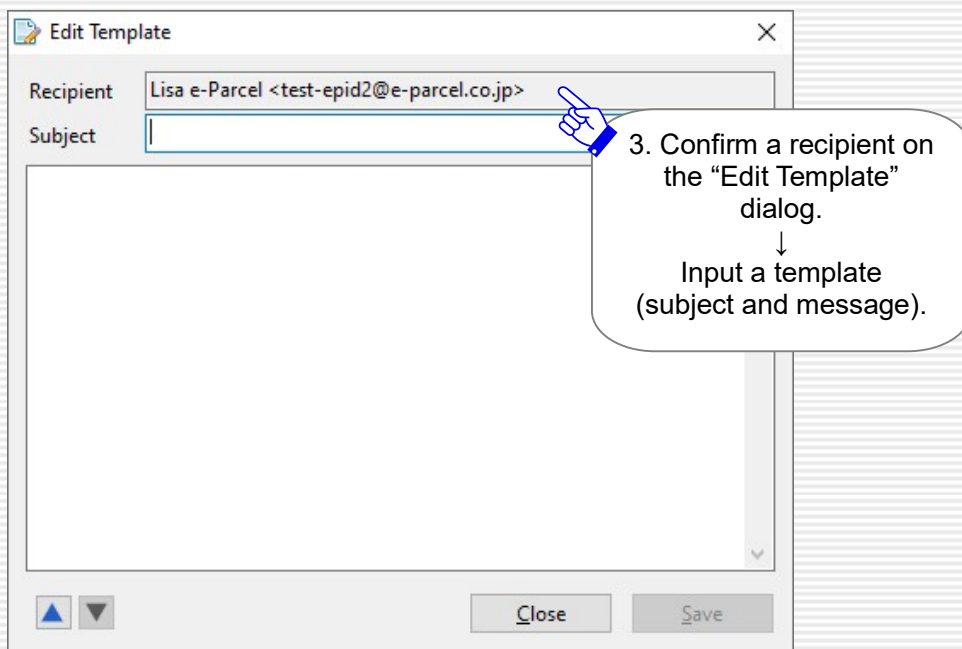 Edit Template
Recipient Lisa e-Parcel <test-epid2@e-parcel.co.jp>
Subject
3. Confirm a recipient on
the “Edit Template”
dialog.
↓
Input a template
(subject and message).
Close Save